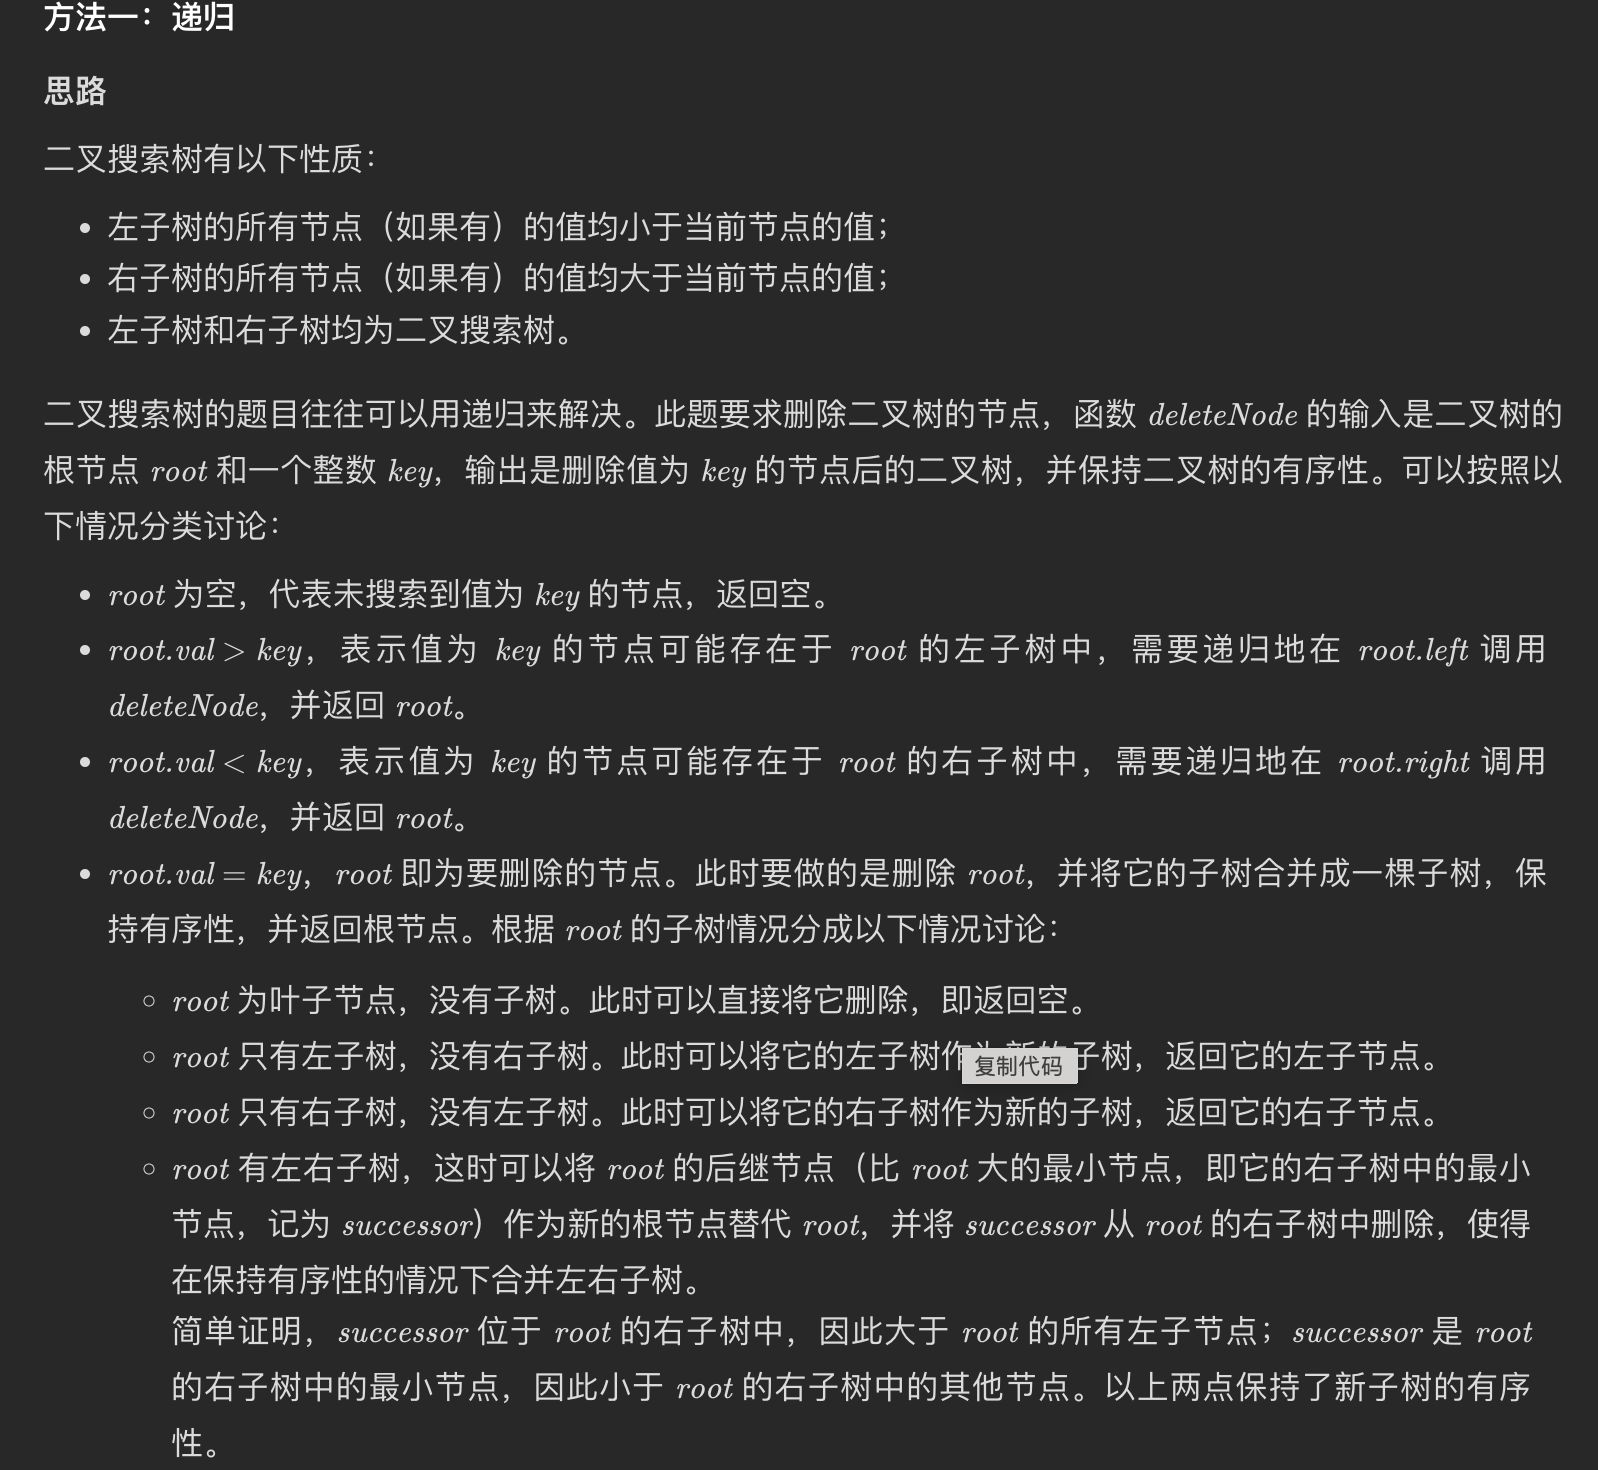 方法一：递归
思路
二叉搜索树有以下性质：
• 左子树的所有节点（如果有）的值均小于当前节点的值；
• 右子树的所有节点（如果有）的值均大于当前节点的值；
• 左子树和右子树均为二叉搜索树。
二叉搜索树的题目往往可以用递归来解决。此题要求删除二叉树的节点，函数 deleteNode 的输入是二叉树的
根节点 root 和一个整数 key，输出是删除值为 key 的节点后的二叉树，并保持二叉树的有序性。可以按照以
下情况分类讨论：
• root 为空，代表未搜索到值为 key 的节点，返回空。
• root.val > key，表示值为 key 的节点可能存在于 root 的左子树中，需要递归地在 root.left 调用
deleteNode，并返回 root。
• root.val < key，表示值为 key 的节点可能存在于 root 的右子树中，需要递归地在 root.right 调用
deleteNode，并返回 root。
• root.val = key，root 即为要删除的节点。此时要做的是删除 root，并将它的子树合并成一棵子树，保
持有序性，并返回根节点。根据 root 的子树情况分成以下情况讨论：
◦ root 为叶子节点，没有子树。此时可以直接将它删除，即返回空。
◦ root 只有左子树，没有右子树。此时可以将它的左子树作为新的子树，返回它的左子节点。
复制代码
◦ root 只有右子树，没有左子树。此时可以将它的右子树作为新的子树，返回它的右子节点。
◦ root 有左右子树，这时可以将 root 的后继节点（比 root 大的最小节点，即它的右子树中的最小
节点，记为 successor）作为新的根节点替代 root，并将 successor 从 root 的右子树中删除，使得
在保持有序性的情况下合并左右子树。
简单证明，successor 位于 root 的右子树中，因此大于 root 的所有左子节点；successor 是 root
的右子树中的最小节点，因此小于 root 的右子树中的其他节点。以上两点保持了新子树的有序
性。